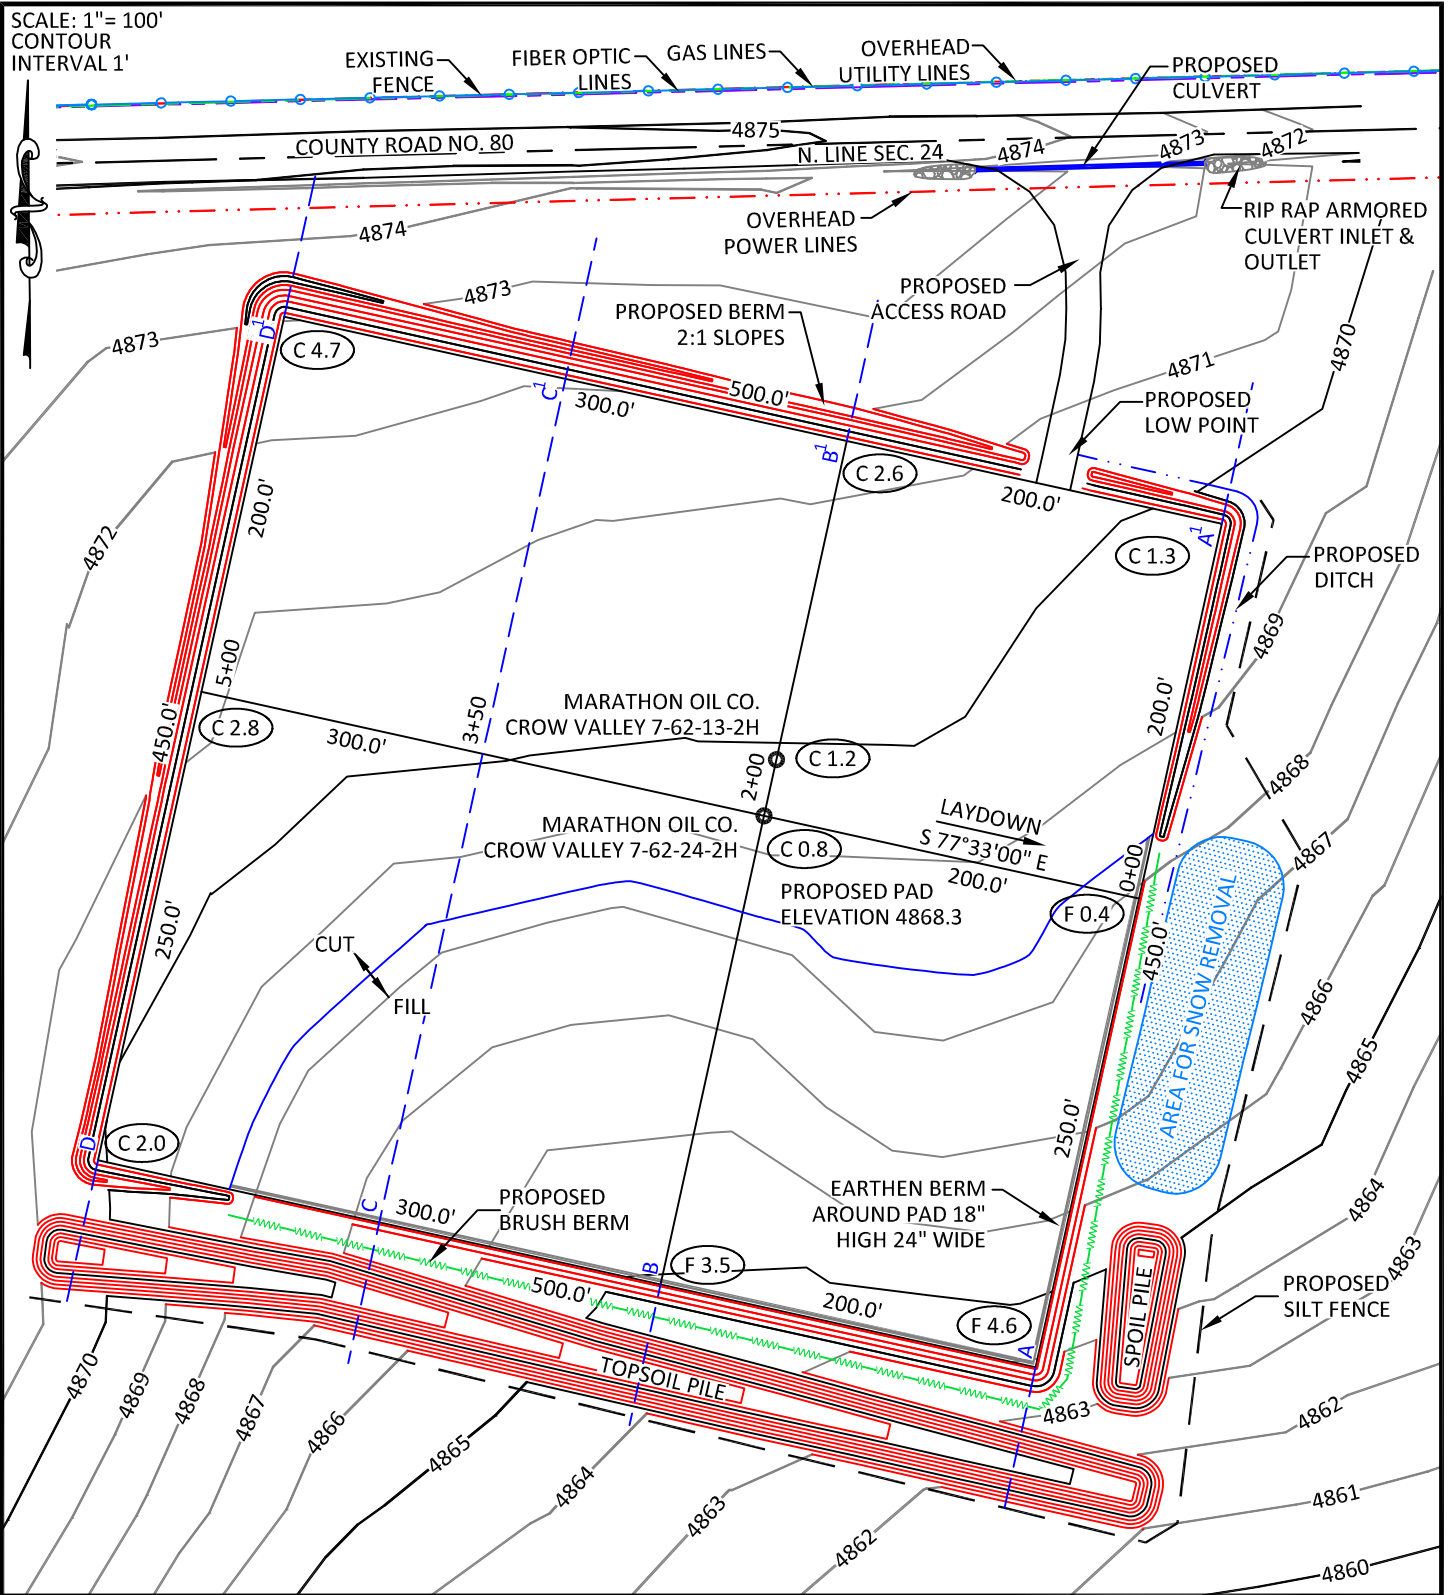 SCALE: 1"= 100'
CONTOUR
INTERVAL 1'
EXISTING
FENCE
FIBER OPTIC
LINES
GAS LINES
OVERHEAD
UTILITY LINES
PROPOSED
CULVERT
COUNTY ROAD NO. 80
4875
N. LINE SEC. 24
4874
4873
4872
4874
OVERHEAD
POWER LINES
RIP RAP ARMORED
CULVERT INLET &
OUTLET
4873
4873
PROPOSED
ACCESS ROAD
PROPOSED BERM
2:1 SLOPES
4870
4871
D1
C 4.7
C1
500.0'
300.0'
PROPOSED
LOW POINT
B1
C 2.6
200.0'
200.0'
4872
A1
C 1.3
PROPOSED
DITCH
4869
5+00
450.0'
C 2.8
300.0'
3+50
MARATHON OIL CO.
CROW VALLEY 7-62-13-2H
2+00
C 1.2
200.0'
4868
MARATHON OIL CO.
CROW VALLEY 7-62-24-2H
C 0.8
LAYDOWN
S 77°33'00" E
200.0'
0+00
4867
PROPOSED PAD
ELEVATION 4868.3
F 0.4
250.0'
CUT
FILL
450.0'
AREA FOR SNOW REMOVAL
4866
4865
250.0'
D
C 2.0
C
300.0'
PROPOSED
BRUSH BERM
EARTHEN BERM
AROUND PAD 18"
HIGH 24" WIDE
4864
4863
B
F 3.5
500.0'
200.0'
F 4.6
A
SPOIL PILE
PROPOSED
SILT FENCE
TOPSOIL PILE
4870
4869
4868
4867
4866
4865
4864
4863
4862
4863
4862
4861
4860